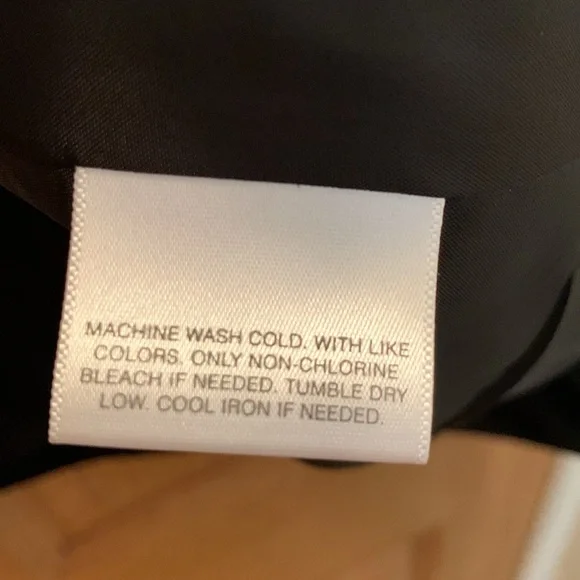 MACHINE WASH COLD. WITH LIKE
COLORS. ONLY NON-CHLORINE
BLEACH IF NEEDED. TUMBLE DRY
LOW. COOL IRON IF NEEDED.